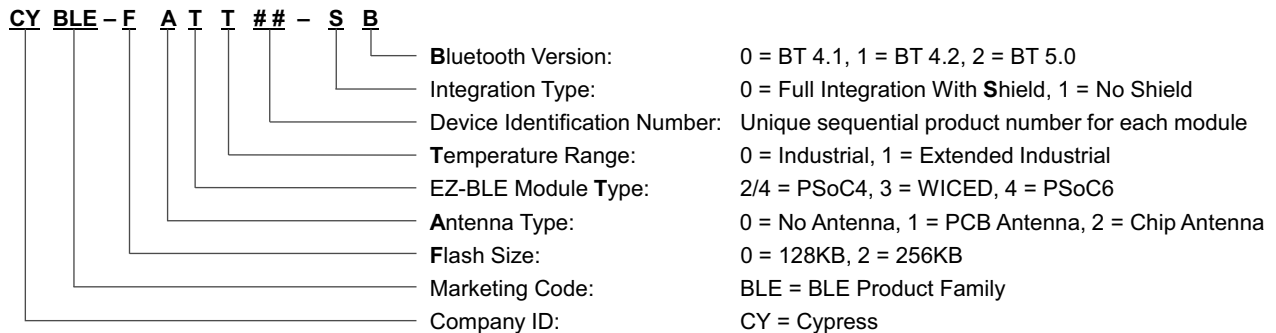 CY BLE – F A T T ## – S B
Bluetooth Version: 0 = BT 4.1, 1 = BT 4.2, 2 = BT 5.0
Integration Type: 0 = Full Integration With Shield, 1 = No Shield
Device Identification Number: Unique sequential product number for each module
Temperature Range: 0 = Industrial, 1 = Extended Industrial
EZ-BLE Module Type: 2/4 = PSoC4, 3 = WICED, 4 = PSoC6
Antenna Type: 0 = No Antenna, 1 = PCB Antenna, 2 = Chip Antenna
Flash Size: 0 = 128KB, 2 = 256KB
Marketing Code: BLE = BLE Product Family
Company ID: CY = Cypress